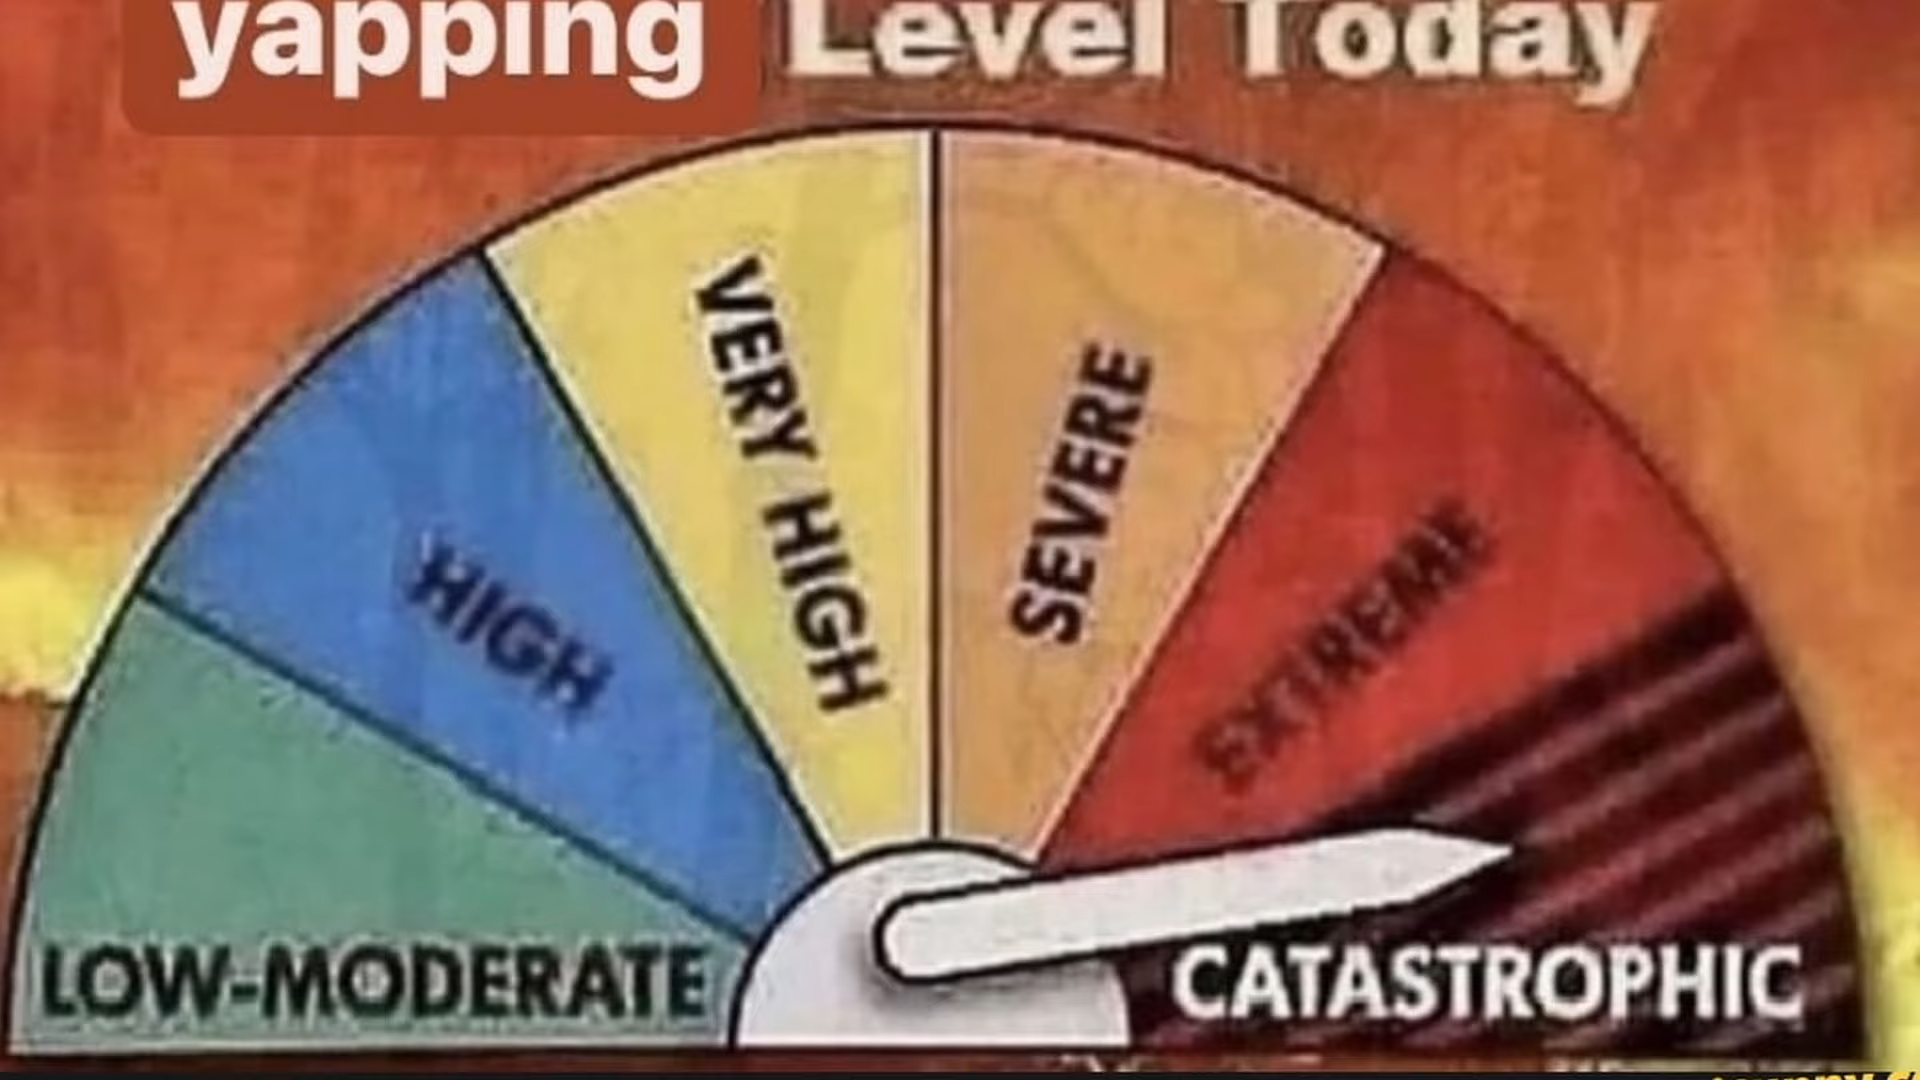 yapping Level Today
VERY HIGH
SEVERE
HIGH
EXTREME
LOW-MODERATE
CATASTROPHIC